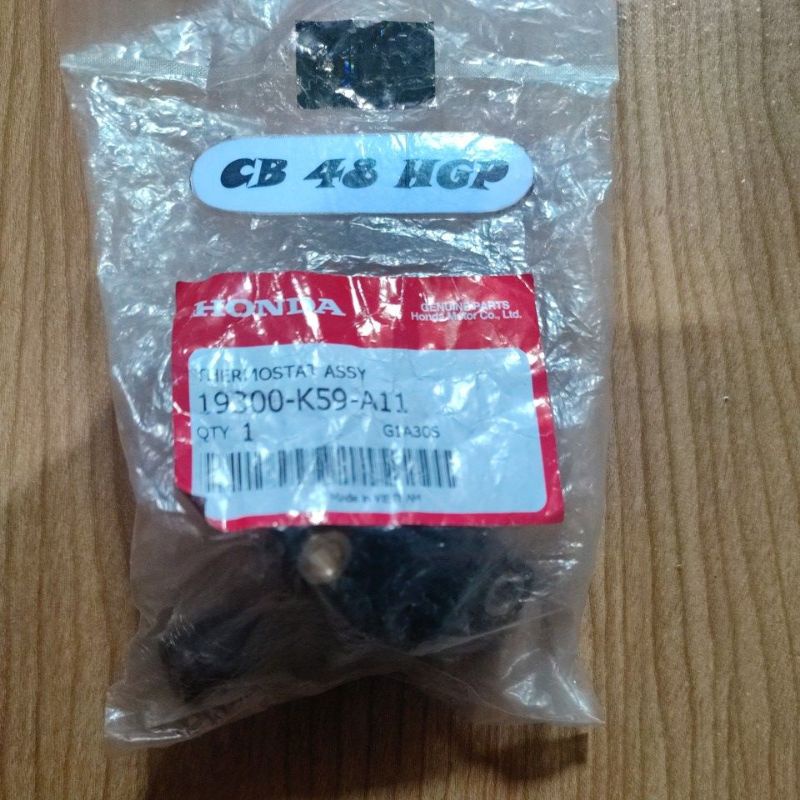 CB 48 HGP
HONDA
GENUINE PARTS
Honda Motor Co., Ltd.
THERMOSTAT ASSY
19300-K59-A11
QTY 1 G1A30S
Made in VIETNAM